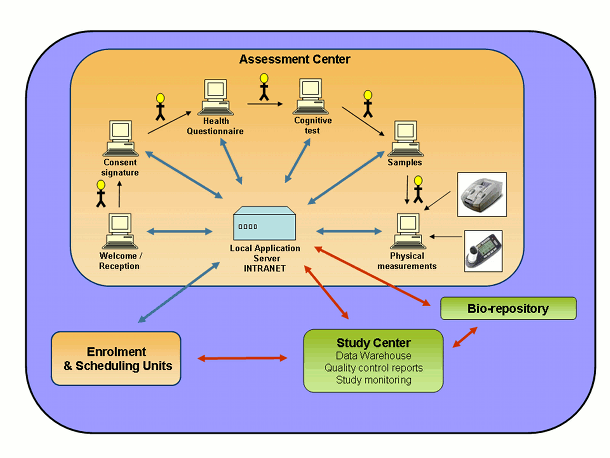 Assessment Center
Health
Questionnaire
Cognitive
test
Consent
signature
Samples
Welcome /
Reception
Local Application
Server
INTRANET
Physical
measurements
Bio-repository
Enrolment
& Scheduling Units
Study Center
Data Warehouse
Quality control reports
Study monitoring